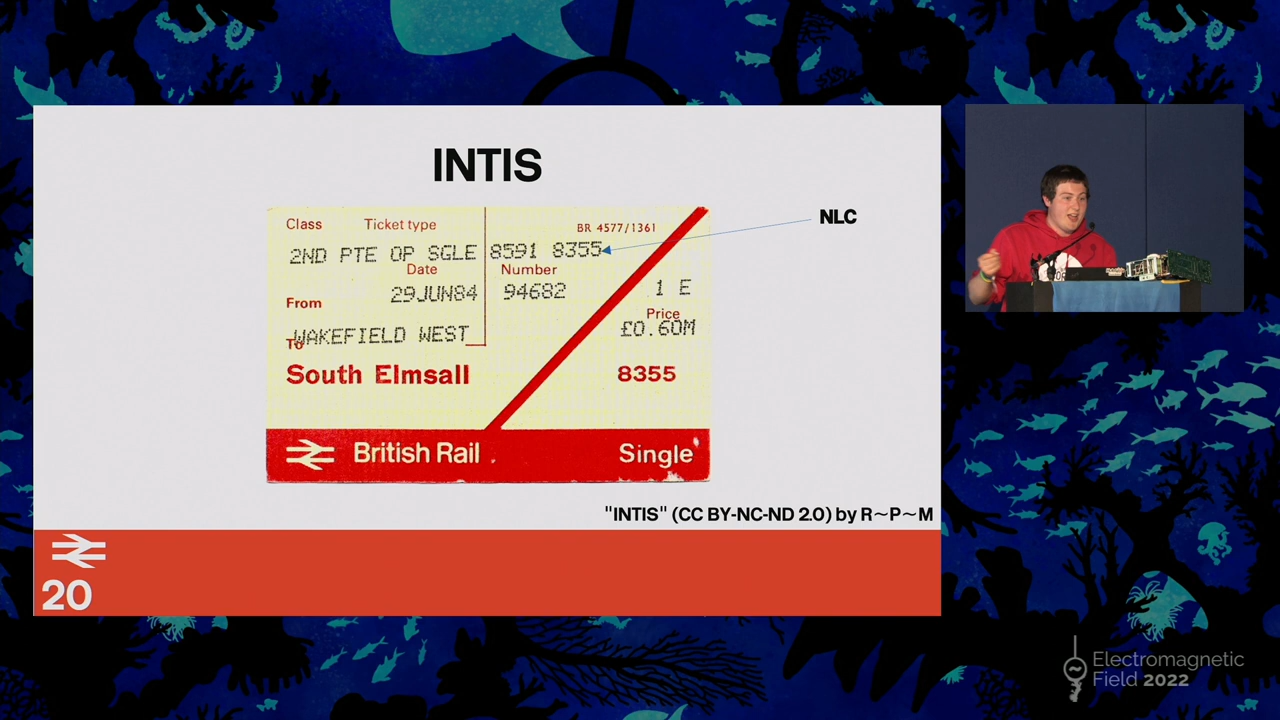 INTIS
Class Ticket type BR 4577/1361
2ND PTE OP SGLE 8591 8355
Date Number
29JUN84 94682 1 E
From
Price
WAKEFIELD WEST £0.60M
To
South Elmsall 8355
British Rail Single
NLC
"INTIS" (CC BY-NC-ND 2.0) by R~P~M
20
Electromagnetic
Field 2022